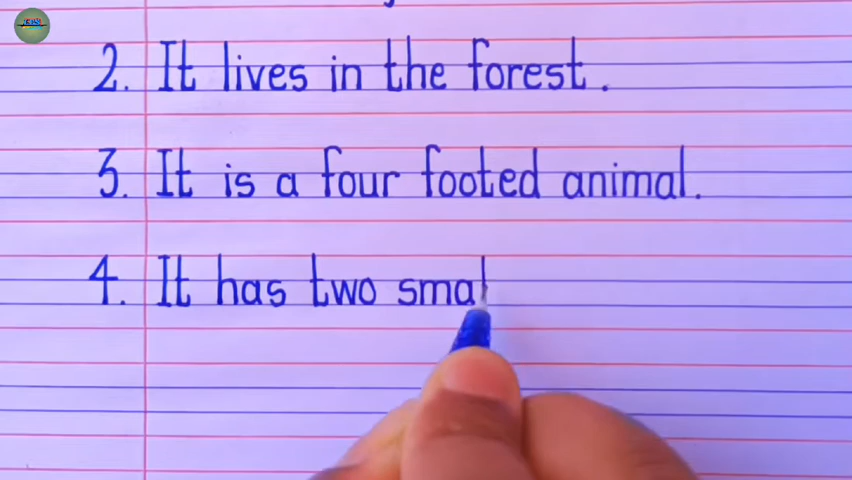 2. It lives in the forest.
3. It is a four footed animal.
4. It has two smal